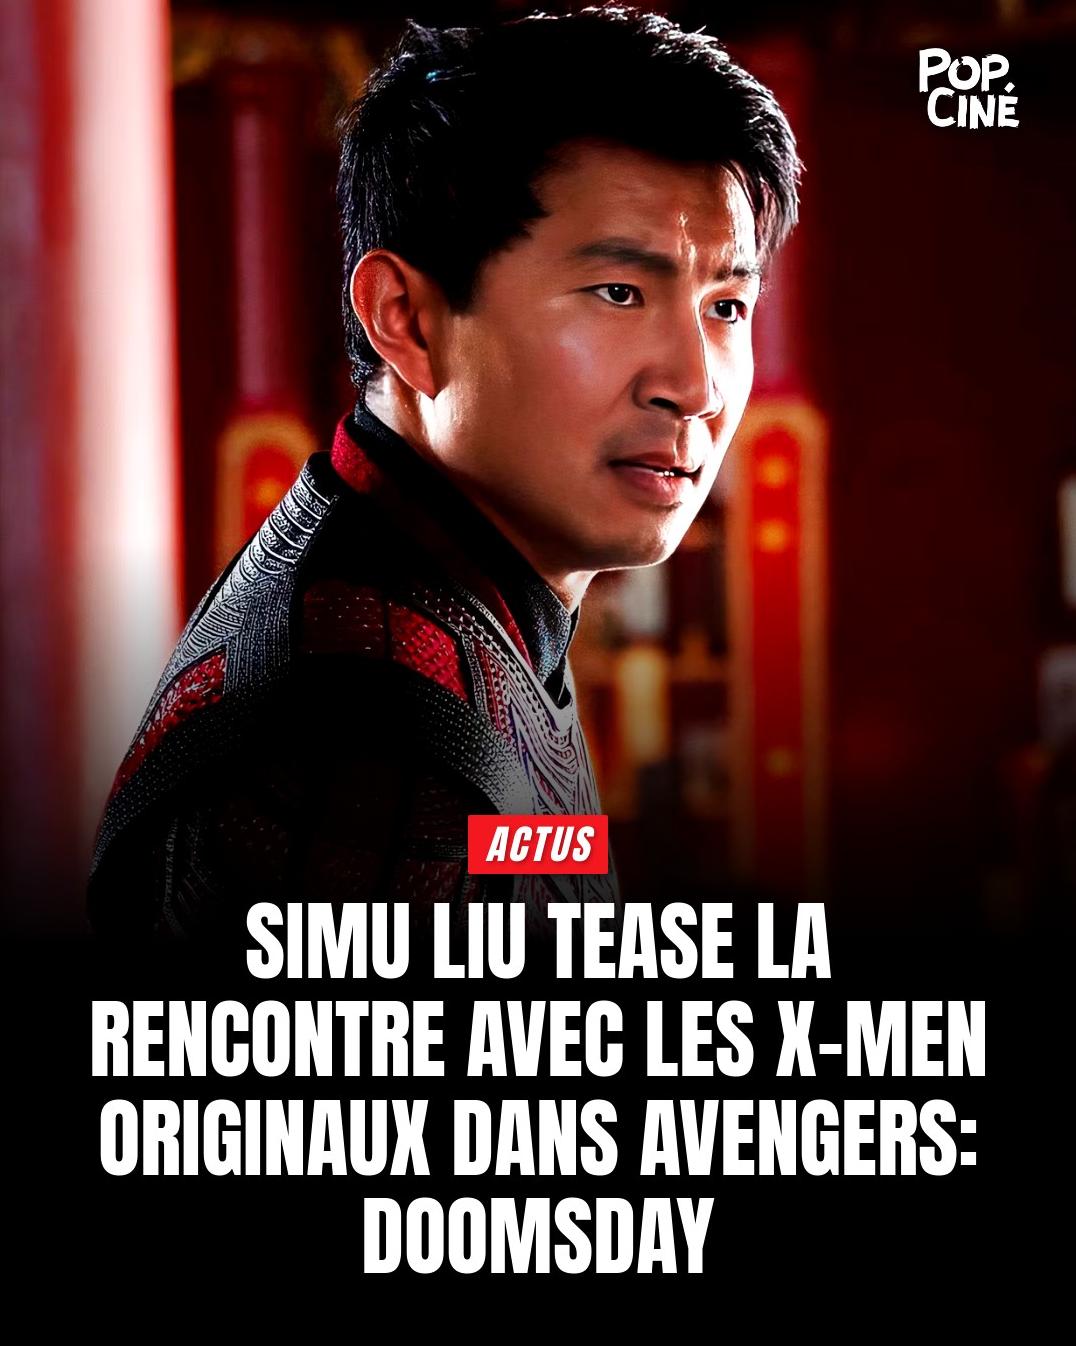 POP.
CINÉ
ACTUS
SIMU LIU TEASE LA
RENCONTRE AVEC LES X-MEN
ORIGINAUX DANS AVENGERS:
DOOMSDAY